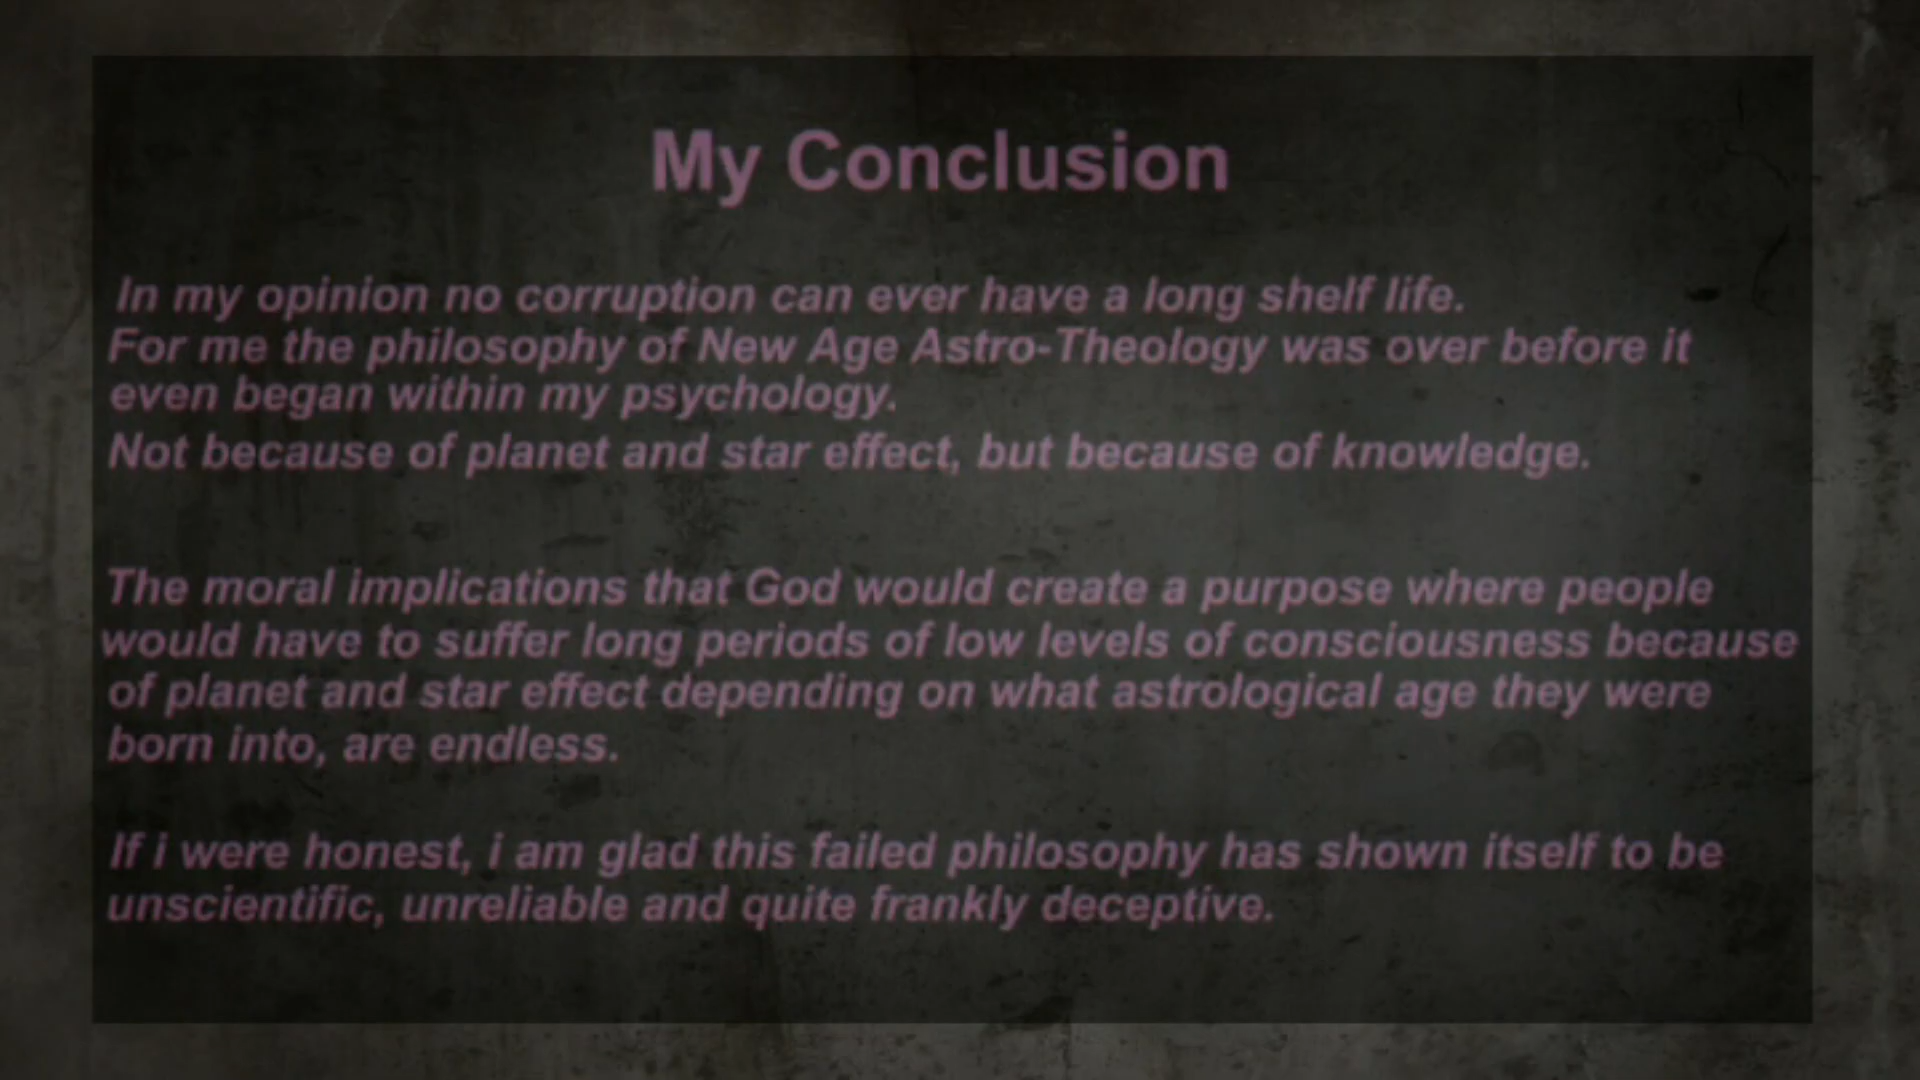 My Conclusion
In my opinion no corruption can ever have a long shelf life.
For me the philosophy of New Age Astro-Theology was over before it
even began within my psychology.
Not because of planet and star effect, but because of knowledge.
The moral implications that God would create a purpose where people
would have to suffer long periods of low levels of consciousness because
of planet and star effect depending on what astrological age they were
born into, are endless.
If i were honest, i am glad this failed philosophy has shown itself to be
unscientific, unreliable and quite frankly deceptive.